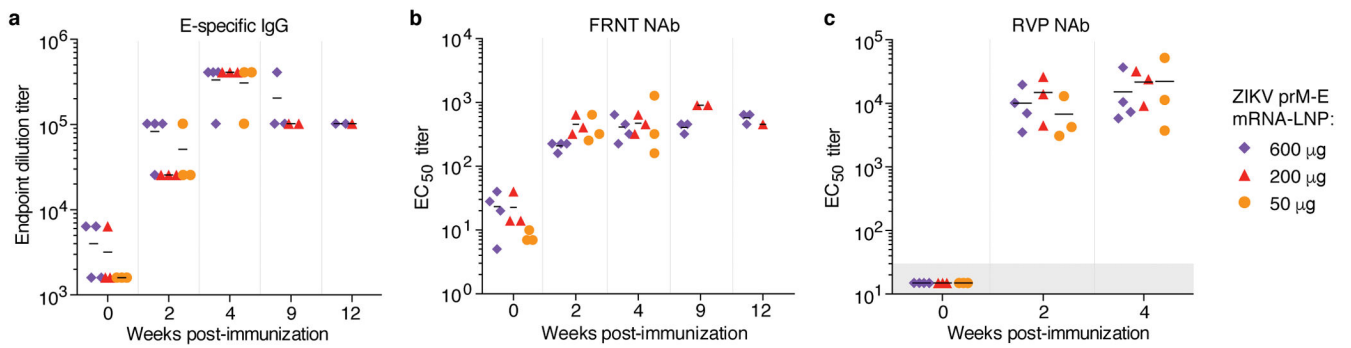 a
E-specific IgG
Endpoint dilution titer
10^6
10^5
10^4
10^3
0 2 4 9 12
Weeks post-immunization
b
FRNT NAb
EC50 titer
10^4
10^3
10^2
10^1
10^0
0 2 4 9 12
Weeks post-immunization
c
RVP NAb
EC50 titer
10^5
10^4
10^3
10^2
10^1
0 2 4
Weeks post-immunization
ZIKV prM-E
mRNA-LNP:
600 μg
200 μg
50 μg